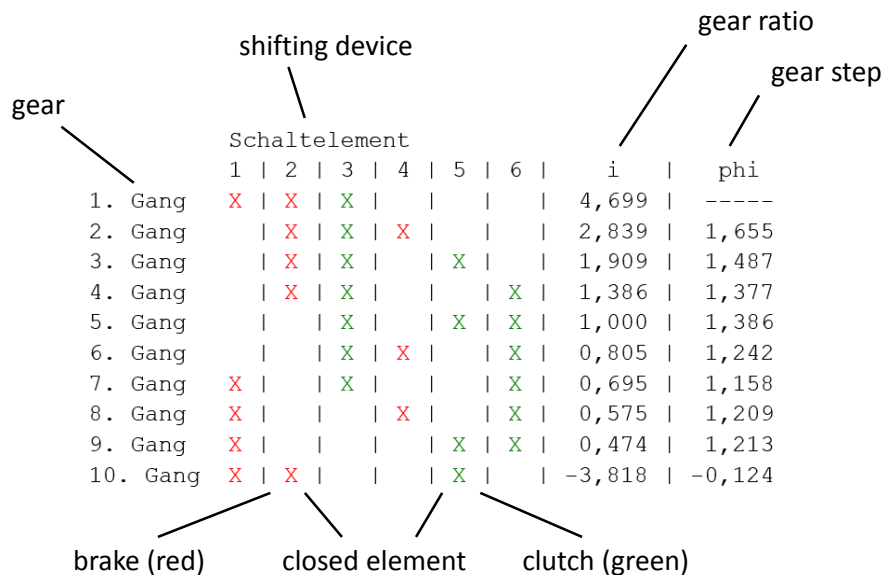 gear ratio
shifting device
gear step
gear
Schaltelement
1 | 2 | 3 | 4 | 5 | 6 | i | phi
1. Gang X | X | X | | | | 4,699 | -----
2. Gang | X | X | X | | | 2,839 | 1,655
3. Gang | X | X | | X | | 1,909 | 1,487
4. Gang | X | X | | | X | 1,386 | 1,377
5. Gang | | X | | X | X | 1,000 | 1,386
6. Gang | | X | X | | X | 0,805 | 1,242
7. Gang X | | X | | | X | 0,695 | 1,158
8. Gang X | | | X | | X | 0,575 | 1,209
9. Gang X | | | | X | X | 0,474 | 1,213
10. Gang X | X | | | X | | -3,818 | -0,124
brake (red) closed element clutch (green)